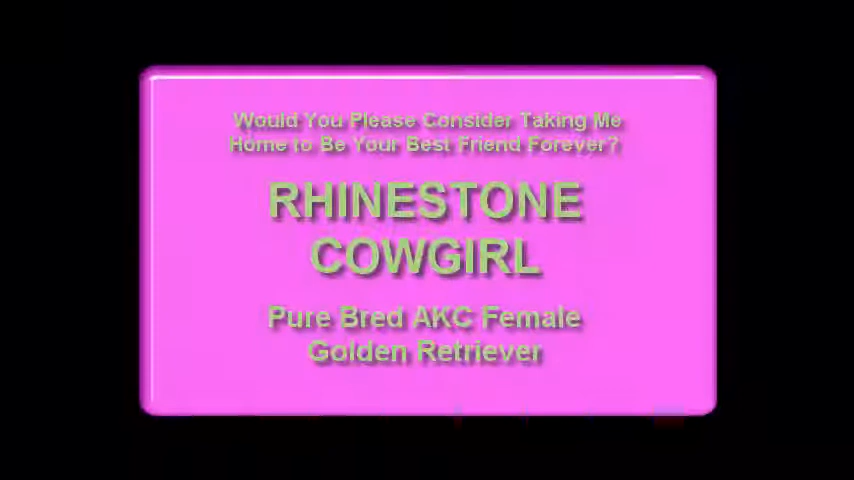 Would You Please Consider Taking Me
Home to Be Your Best Friend Forever?
RHINESTONE
COWGIRL
Pure Bred AKC Female
Golden Retriever